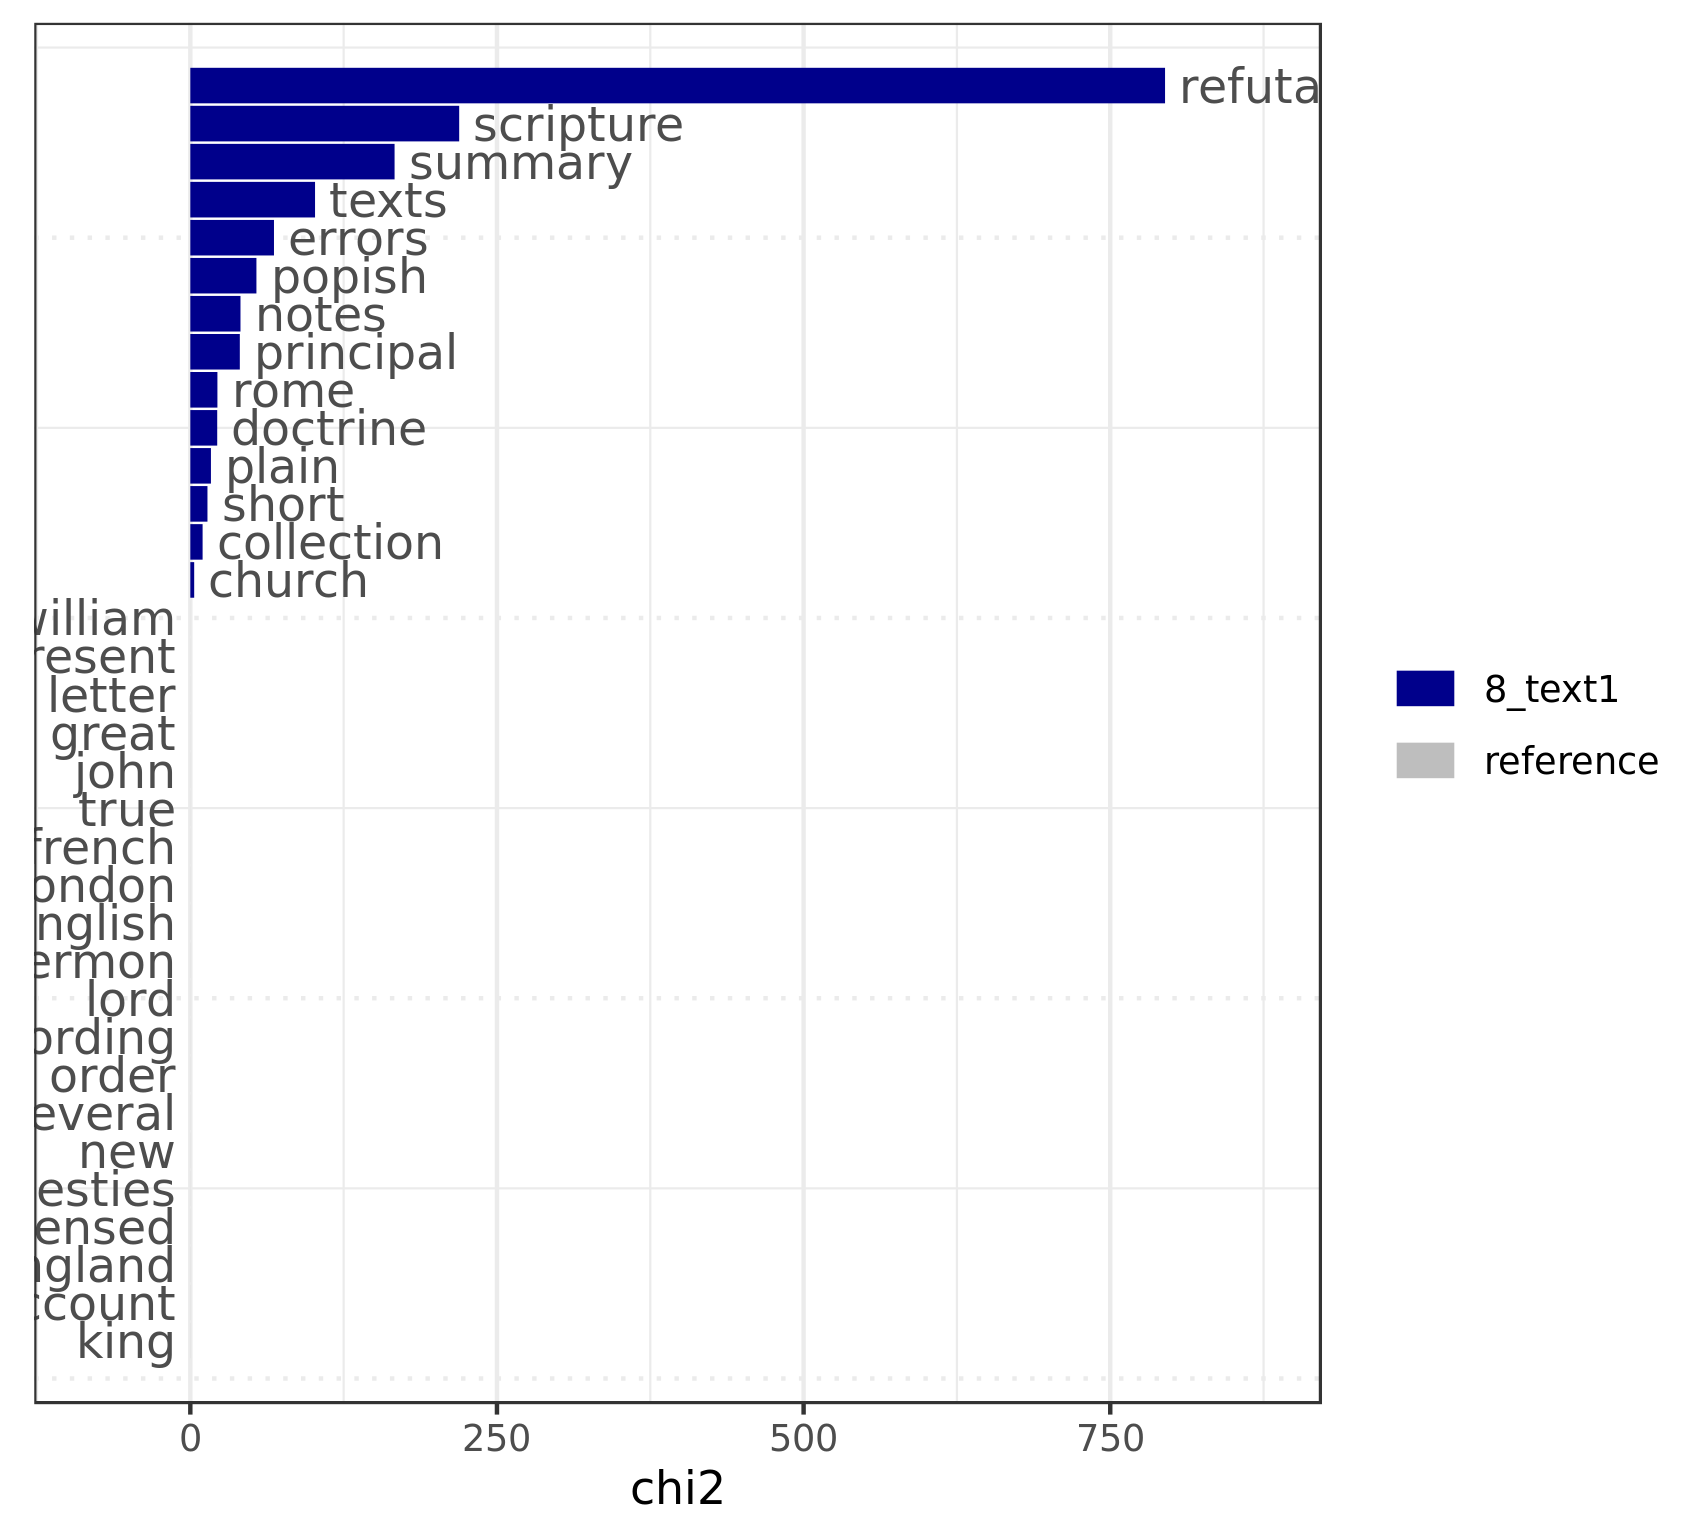 refuta
scripture
summary
texts
errors
popish
notes
principal
rome
doctrine
plain
short
collection
church
william
resent
letter
great
john
true
french
ondon
nglish
ermon
lord
ording
order
everal
new
esties
ensed
ngland
ccount
king
8_text1
reference
0 250 500 750
chi2